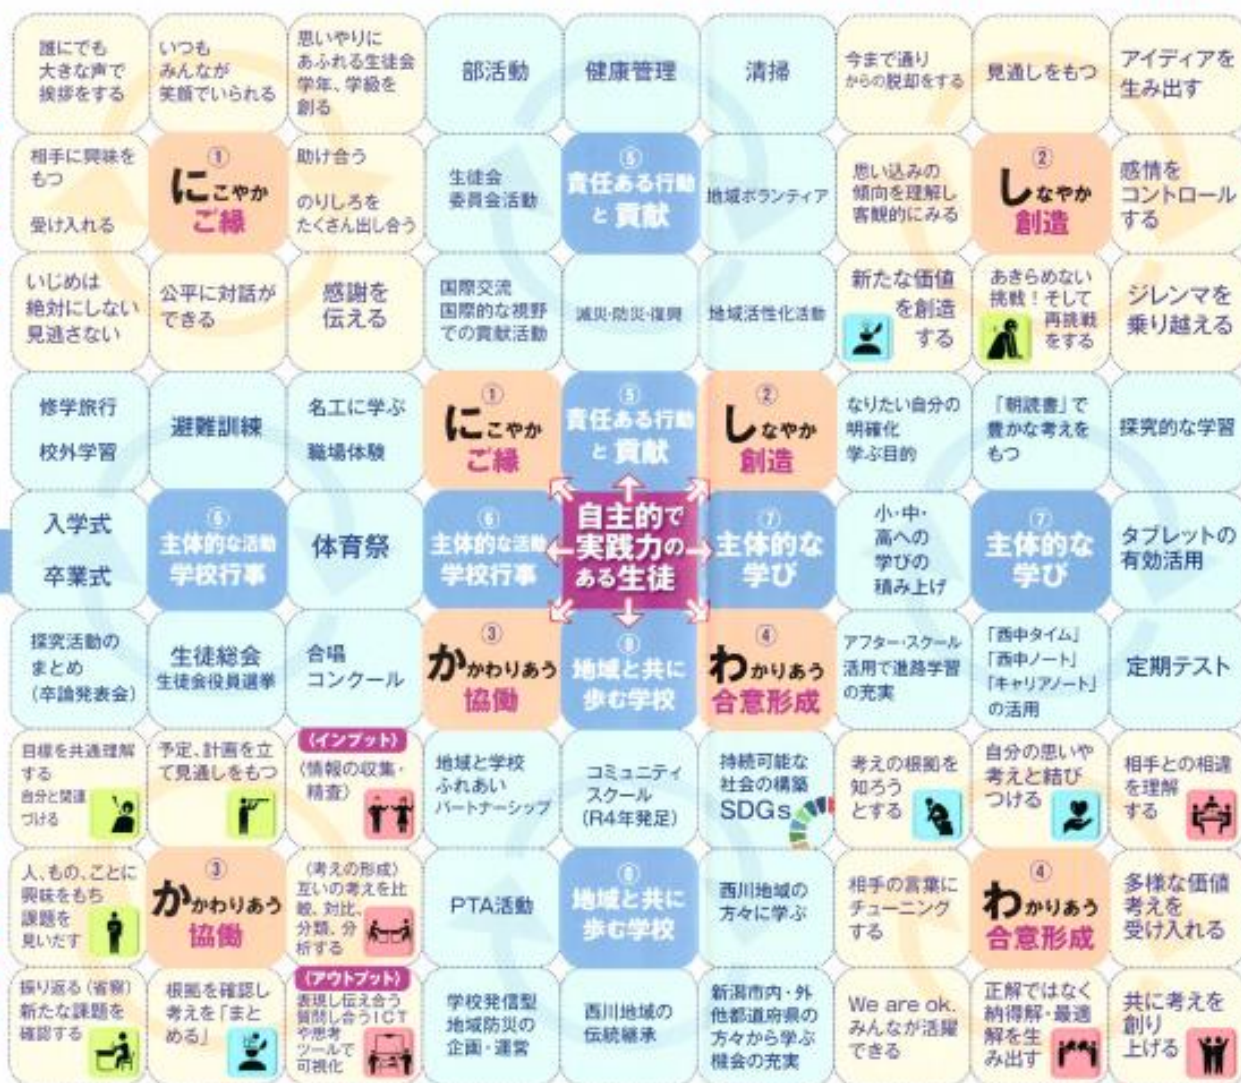 誰にでも
大きな声で
挨拶をする
いつも
みんなが
笑顔でいられる
思いやりに
あふれる生徒会
学年、学級を
創る
部活動
健康管理
清掃
今まで通り
からの脱却をする
見通しをもつ
アイディアを
生み出す
相手に興味を
もつ
受け入れる
①
にこやか
ご縁
助け合う
のりしろを
たくさん出し合う
生徒会
委員会活動
⑤
責任ある行動
と貢献
地域ボランティア
思い込みの
傾向を理解し
客観的にみる
②
しなやか
創造
感情を
コントロール
する
いじめは
絶対にしない
見逃さない
公平に対話が
できる
感謝を
伝える
国際交流
国際的な視野
での貢献活動
減災・防災・復興
地域活性化活動
新たな価値
を創造
する
あきらめない
挑戦！そして
再挑戦
をする
ジレンマを
乗り越える
修学旅行
校外学習
避難訓練
名工に学ぶ
職場体験
①
にこやか
ご縁
⑤
責任ある行動
と貢献
②
しなやか
創造
なりたい自分の
明確化
学ぶ目的
「朝読書」で
豊かな考えを
もつ
探究的な学習
入学式
卒業式
⑥
主体的な活動
学校行事
体育祭
⑥
主体的な活動
学校行事
自主的で
実践力の
ある生徒
⑦
主体的な
学び
小・中・
高への
学びの
積み上げ
⑦
主体的な
学び
タブレットの
有効活用
探究活動の
まとめ
(卒論発表会)
生徒総会
生徒会役員選挙
合唱
コンクール
③
かかわりあう
協働
⑧
地域と共に
歩む学校
④
わかりあう
合意形成
アフター・スクール
活用で進路学習
の充実
「西中タイム」
「西中ノート」
「キャリアノート」
の活用
定期テスト
目標を共通理解
する
自分と関連
づける
予定、計画を立
て見通しをもつ
〈インプット〉
(情報の収集・
精査)
地域と学校
ふれあい
パートナーシップ
コミュニティ
スクール
(R4年発足)
持続可能な
社会の構築
SDGs
考えの根拠を
知ろう
とする
自分の思いや
考えと結び
つける
相手との相違
を理解
する
人、もの、ことに
興味をもち
課題を
見いだす
③
かかわりあう
協働
(考えの形成)
互いの考えを比
較、対比、
分類、分
析する
PTA活動
⑧
地域と共に
歩む学校
西川地域の
方々に学ぶ
相手の言葉に
チューニング
する
④
わかりあう
合意形成
多様な価値
考えを
受け入れる
振り返る(省察)
新たな課題を
確認する
根拠を確認し
考えを「まと
める」
〈アウトプット〉
表現し伝え合う
質問し合うICT
や思考
ツールで
可視化
学校発信型
地域防災の
企画・運営
西川地域の
伝統継承
新潟市内・外
他都道府県の
方々から学ぶ
機会の充実
We are ok.
みんなが活躍
できる
正解ではなく
納得解・最適
解を生
み出す
共に考えを
創り
上げる